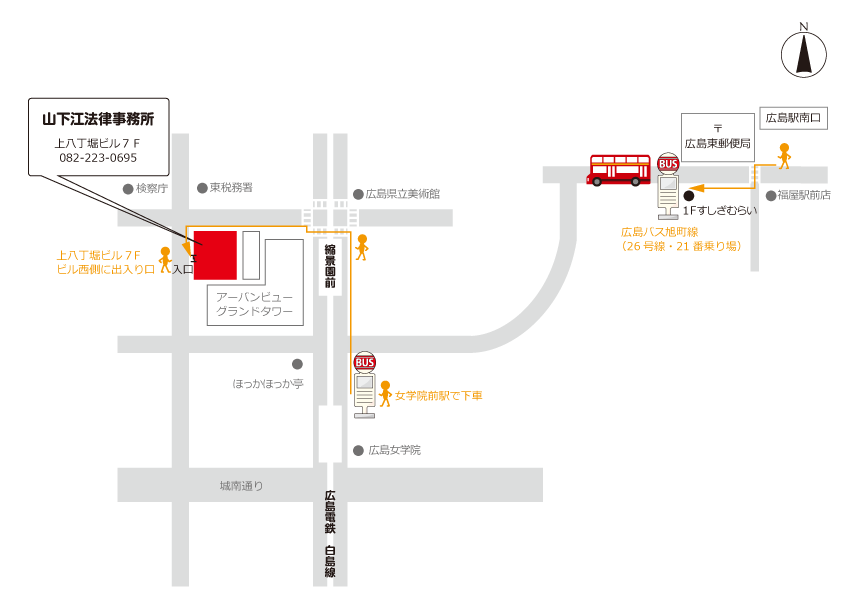 N
山下江法律事務所
上八丁堀ビル７Ｆ
082-223-0695
〒
広島東郵便局
広島駅南口
BUS
検察庁
東税務署
広島県立美術館
福屋駅前店
1Fすしざむらい
広島バス旭町線
（26 号線・21 番乗り場）
上八丁堀ビル７Ｆ
ビル西側に出入り口
入口
縮景園前
アーバンビュー
グランドタワー
BUS
ほっかほっか亭
女学院前駅で下車
広島女学院
城南通り
広島電鉄 白島線